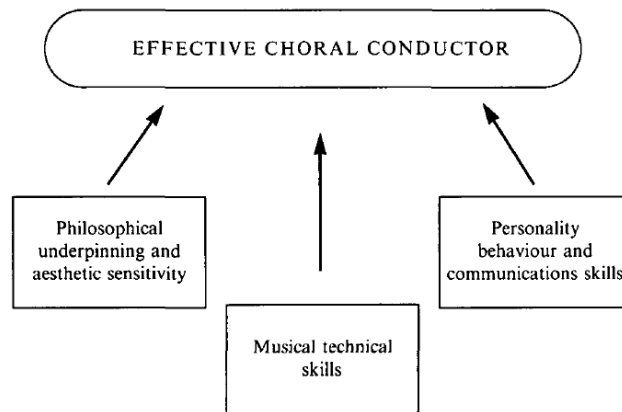 EFFECTIVE CHORAL CONDUCTOR
Philosophical
underpinning and
aesthetic sensitivity
Personality
behaviour and
communications skills
Musical technical
skills